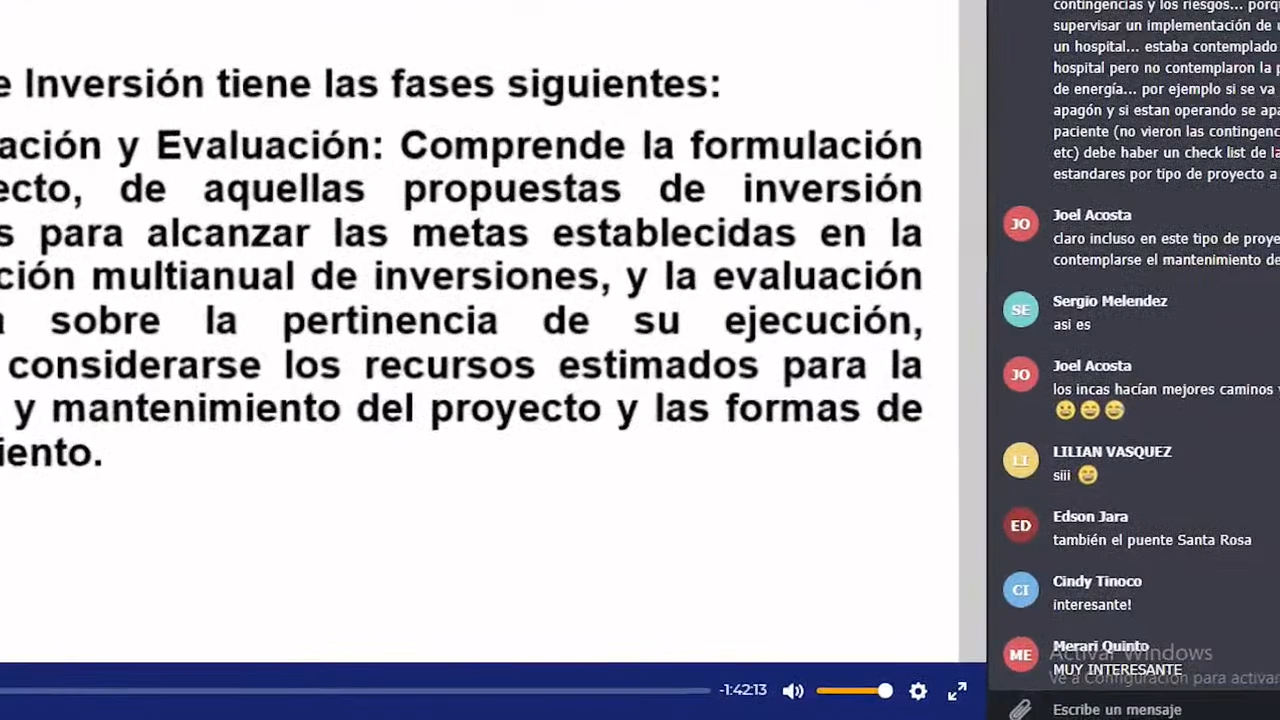 e Inversión tiene las fases siguientes:
ación y Evaluación: Comprende la formulación
ecto, de aquellas propuestas de inversión
s para alcanzar las metas establecidas en la
ción multianual de inversiones, y la evaluación
sobre la pertinencia de su ejecución,
considerarse los recursos estimados para la
y mantenimiento del proyecto y las formas de
iento.
-1:42:13
contingencias y los riesgos... porqu
supervisar un implementación de u
un hospital... estaba contemplado
hospital pero no contemplaron la p
de energía... por ejemplo si se va
apagón y si estan operando se apa
paciente (no vieron las contingenc
etc) debe haber un check list de la
estandares por tipo de proyecto a
JO
Joel Acosta
claro incluso en este tipo de proye
contemplarse el mantenimiento de
SE
Sergio Melendez
asi es
JO
Joel Acosta
los incas hacían mejores caminos
LI
LILIAN VASQUEZ
siii
ED
Edson Jara
también el puente Santa Rosa
CI
Cindy Tinoco
interesante!
ME
Merari Quinto
MUY INTERESANTE
Activar Windows
Ve a Configuración para activar
Escribe un mensaje